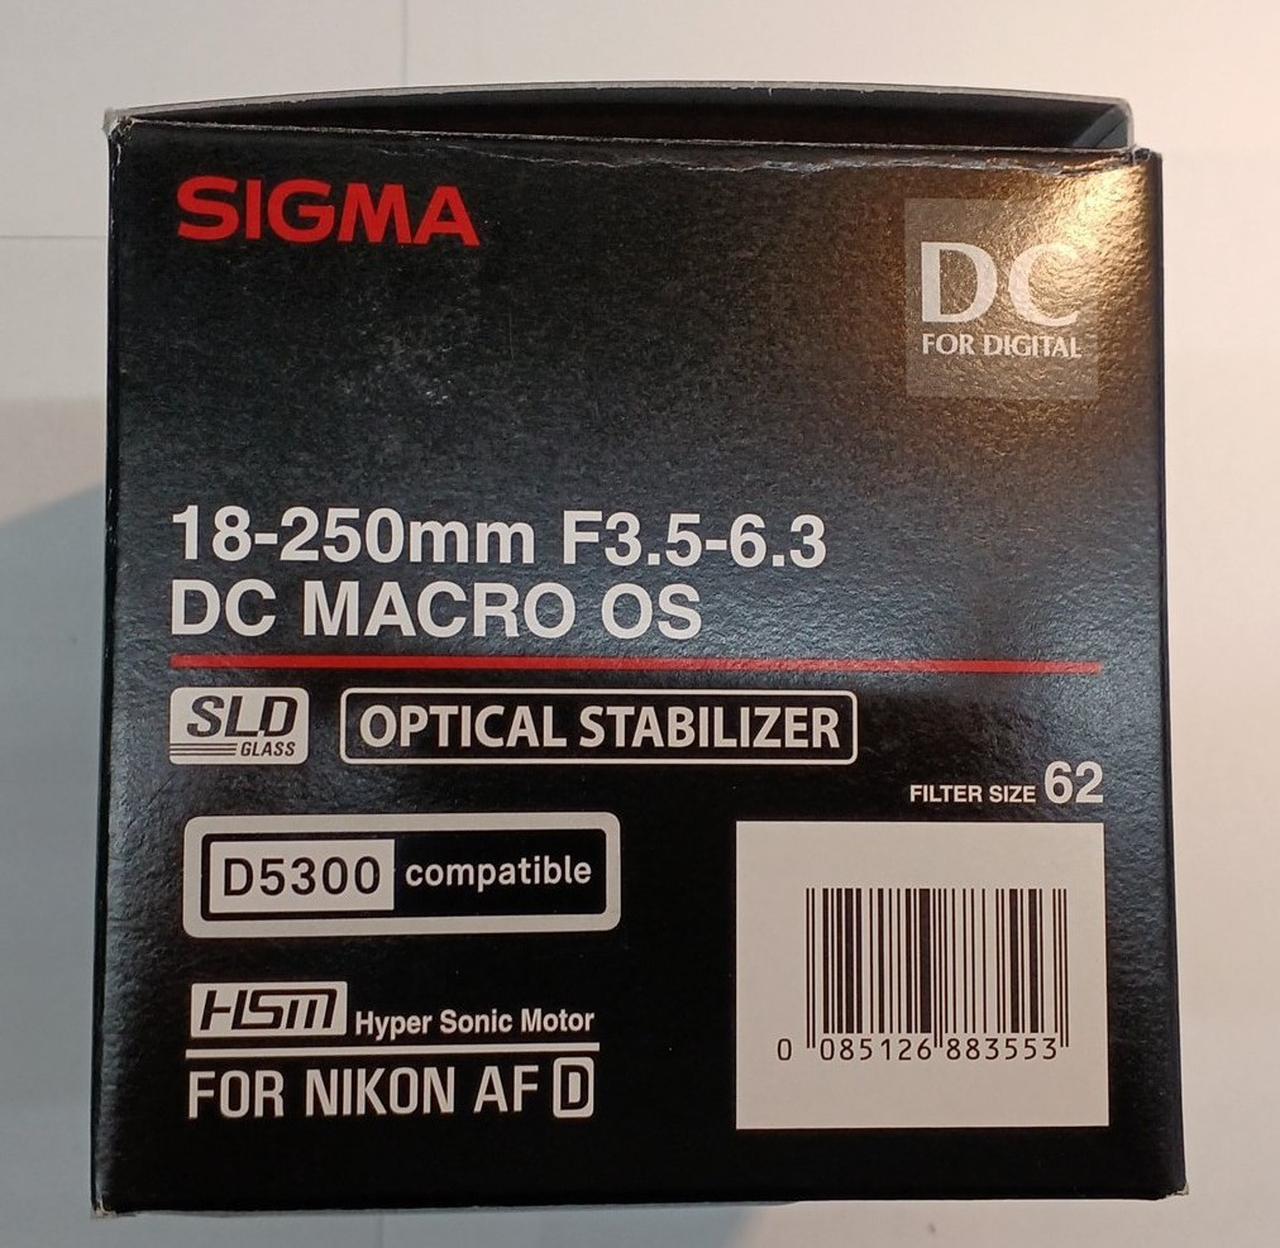 SIGMA
DC
FOR DIGITAL
18-250mm F3.5-6.3
DC MACRO OS
SLD
GLASS
OPTICAL STABILIZER
FILTER SIZE 62
D5300 compatible
HSM Hyper Sonic Motor
FOR NIKON AF D
0 085126 883553